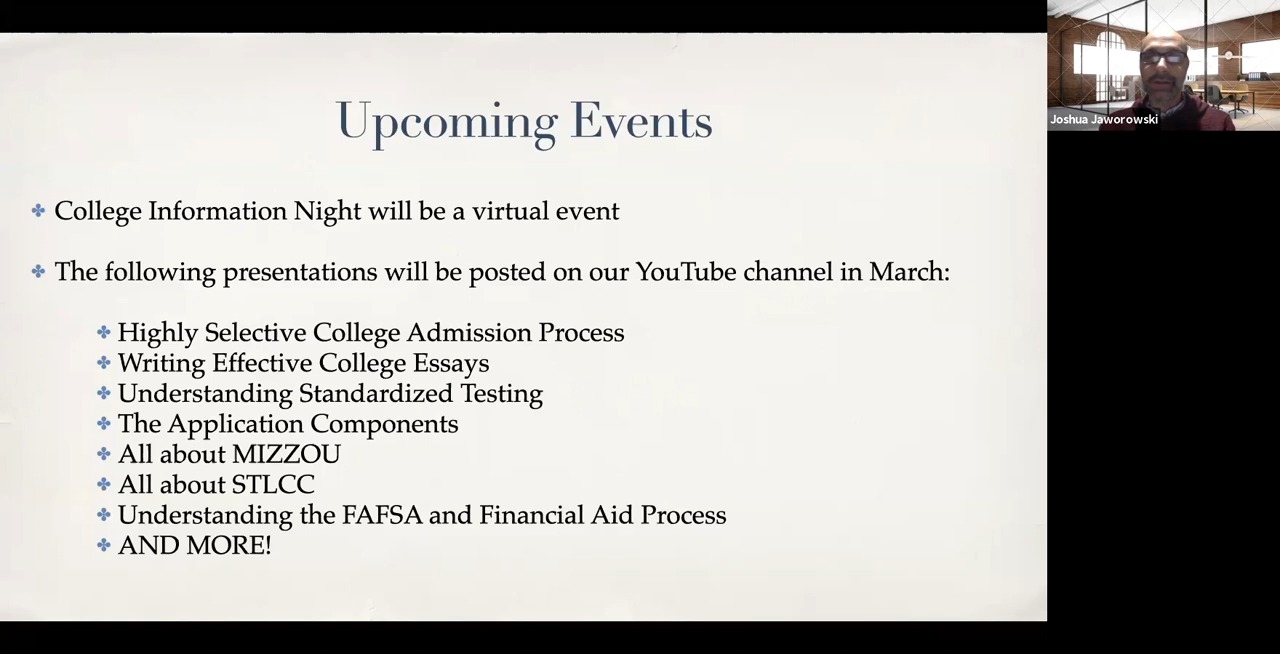 Upcoming Events
College Information Night will be a virtual event
The following presentations will be posted on our YouTube channel in March:
Highly Selective College Admission Process
Writing Effective College Essays
Understanding Standardized Testing
The Application Components
All about MIZZOU
All about STLCC
Understanding the FAFSA and Financial Aid Process
AND MORE!
Joshua Jaworowski